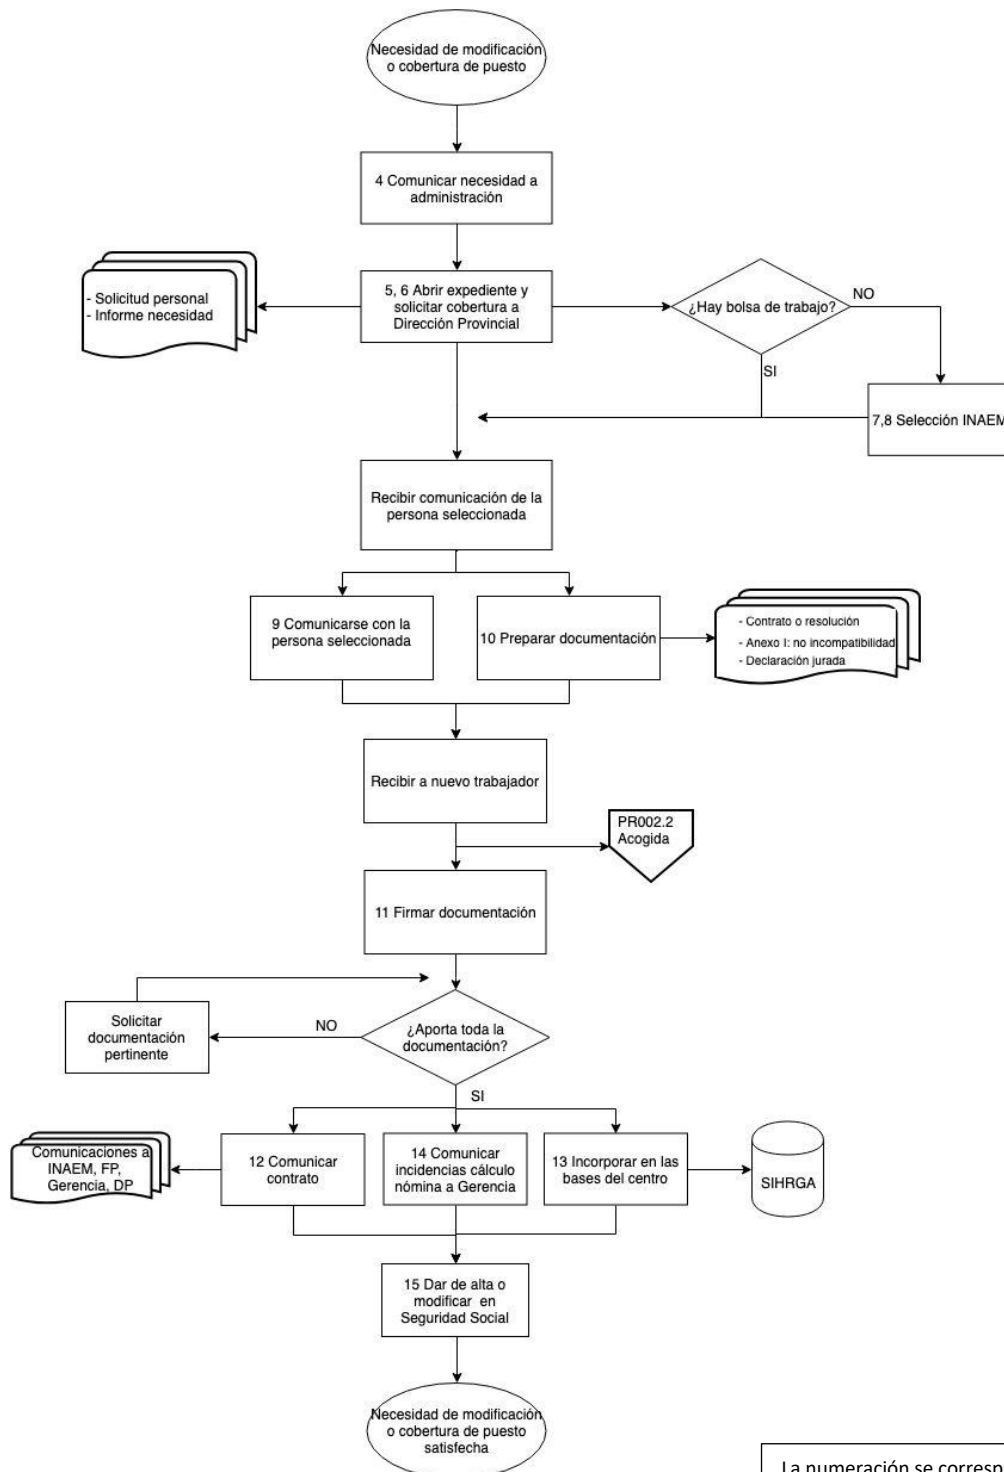 Necesidad de modificación
o cobertura de puesto
4 Comunicar necesidad a
administración
- Solicitud personal
- Informe necesidad
5, 6 Abrir expediente y
solicitar cobertura a
Dirección Provincial
¿Hay bolsa de trabajo?
NO
SI
7,8 Selección INAEM
Recibir comunicación de la
persona seleccionada
9 Comunicarse con la
persona seleccionada
10 Preparar documentación
- Contrato o resolución
- Anexo I: no incompatibilidad
- Declaración jurada
Recibir a nuevo trabajador
PR002.2
Acogida
11 Firmar documentación
¿Aporta toda la
documentación?
NO
Solicitar
documentación
pertinente
SI
Comunicaciones a
INAEM, FP,
Gerencia, DP
12 Comunicar
contrato
14 Comunicar
incidencias cálculo
nómina a Gerencia
13 Incorporar en las
bases del centro
SIHRGA
15 Dar de alta o
modificar en
Seguridad Social
Necesidad de modificación
o cobertura de puesto
satisfecha
La numeración se